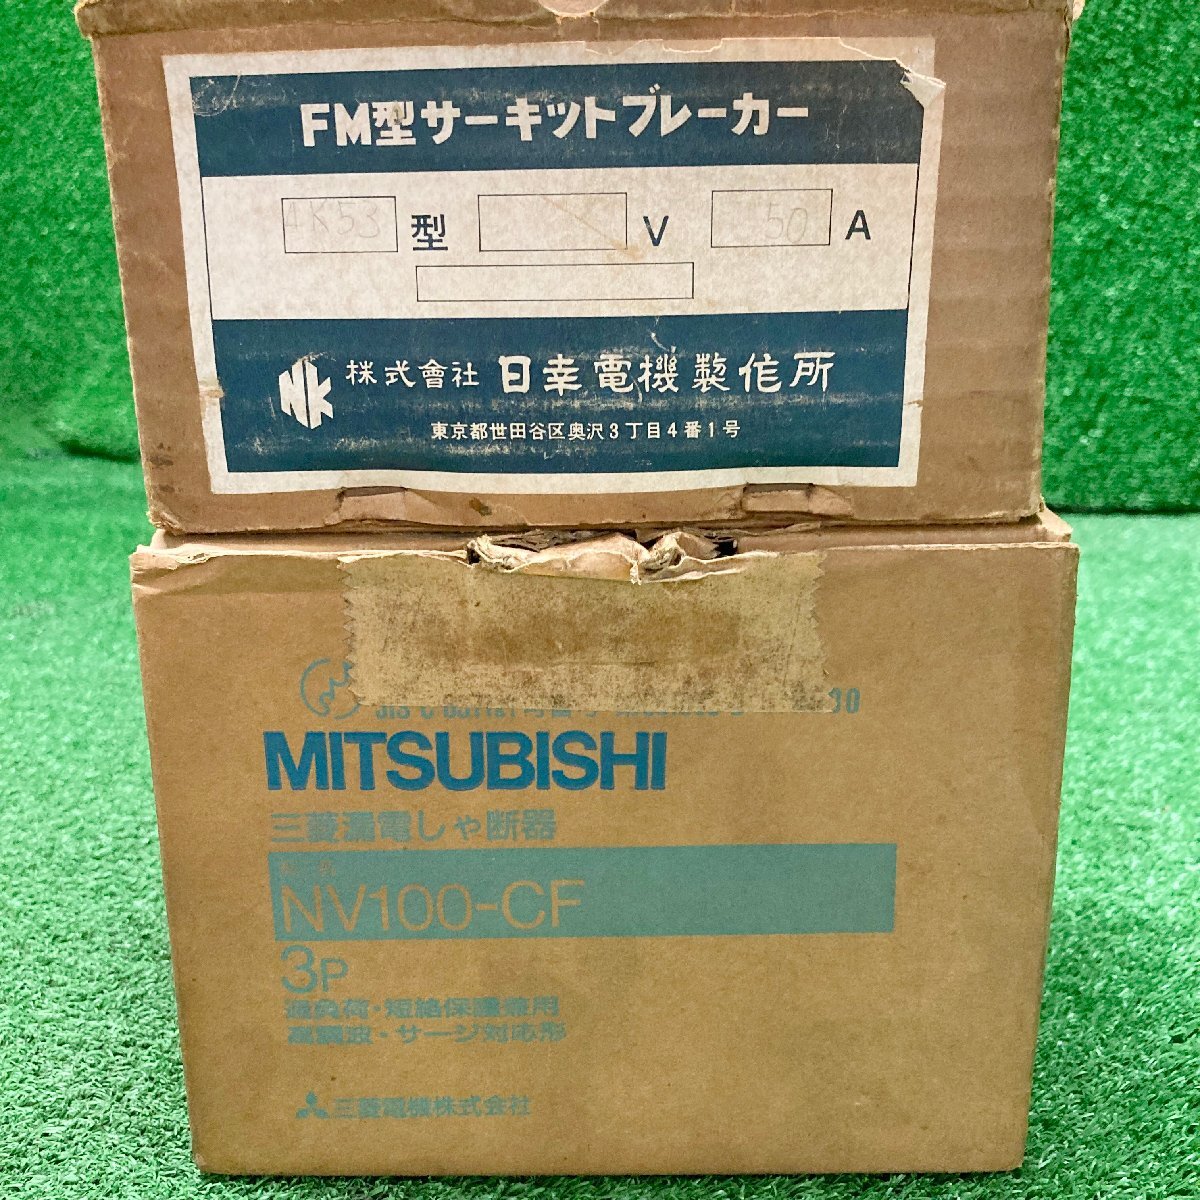 FM型サーキットブレーカー
AK53 型 V 50 A
NK 株式會社 日幸電機製作所
東京都世田谷区奥沢3丁目4番1号
MITSUBISHI
三菱漏電しゃ断器
NV100-CF
3P
過負荷・短絡保護兼用
高調波・サージ対応形
三菱電機株式会社